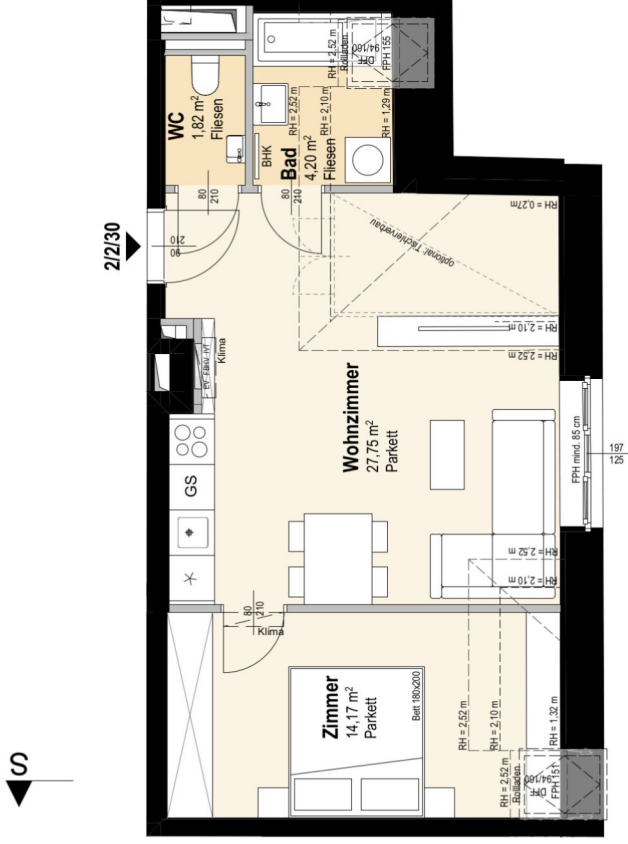 WC
1,82 m²
Fliesen
RH = 2,52 m
Rollladen
DFF
94/160
FPH 155
RH = 2,52 m
RH = 2,10 m
RH = 1,29 m
BHK
Bad
4,20 m²
Fliesen
80
210
80
210
2/2/30
90
210
RH = 0,27m
optional: Tischlerverbau
RH = 2,10 m
RH = 2,52 m
Klima
Wohnzimmer
27,75 m²
Parkett
GS
FPH mind. 85 cm
197
125
RH = 2,52 m
RH = 2,10 m
80
210
Klima
Zimmer
14,17 m²
Parkett
Bett 180x200
RH = 2,52 m
RH = 2,10 m
RH = 1,32 m
RH = 2,52 m
Rollladen
DFF
94/160
FPH 151
S